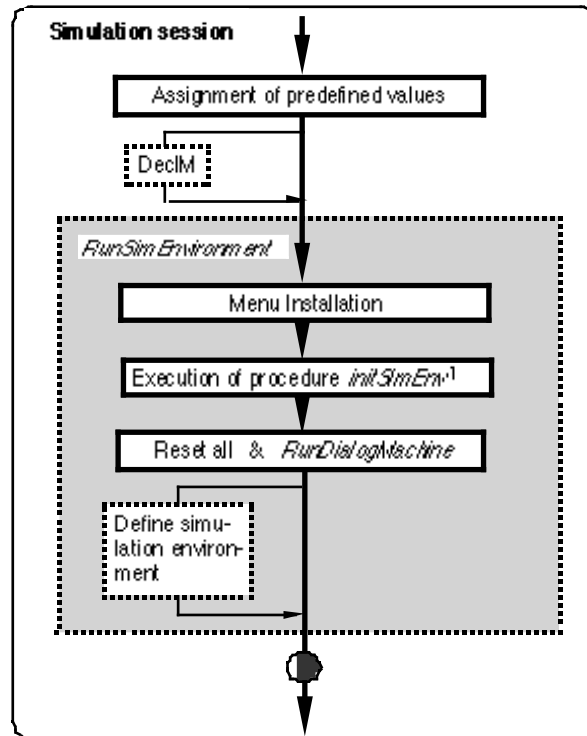 Simulation session
Assignment of predefined values
DeclM
RunSimEnvironment
Menu Installation
Execution of procedure initSimEnv¹
Reset all & RunDialogMachine
Define simu-
lation environ-
ment